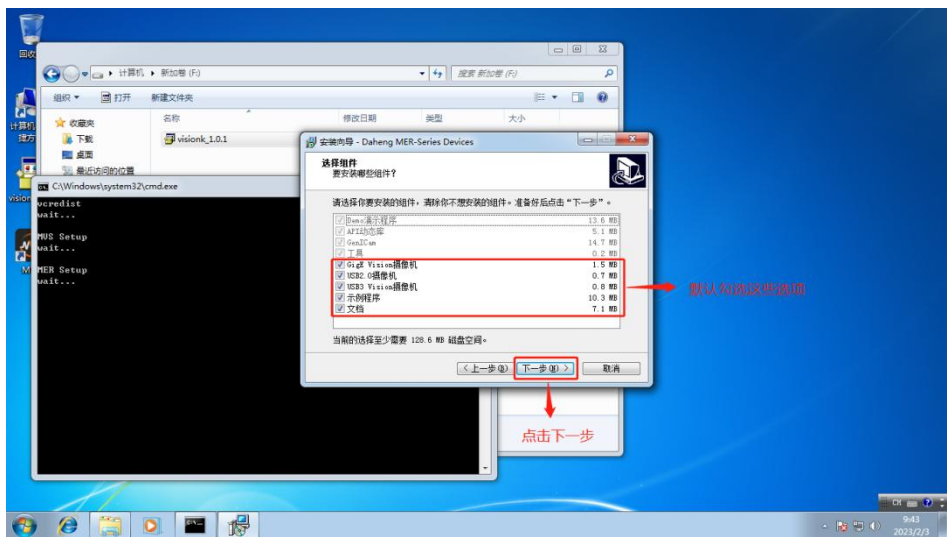 计算机 ▸ 新加卷 (F:)
搜索 新加卷 (F:)
组织
打开
新建文件夹
名称
修改日期
类型
大小
收藏夹
下载
桌面
最近访问的位置
visionk_1.0.1
C:\Windows\system32\cmd.exe
vcredist
wait...
MVS Setup
wait...
MER Setup
wait...
安装向导 - Daheng MER-Series Devices
选择组件
要安装哪些组件?
请选择你要安装的组件,清除你不想安装的组件。准备好后点击“下一步”。
Demo演示程序 13.6 MB
API动态库 5.1 MB
GenICam 14.7 MB
工具 0.2 MB
GigE Vision摄像机 1.5 MB
USB2.0摄像机 0.7 MB
USB3 Vision摄像机 0.8 MB
示例程序 10.3 MB
文档 7.1 MB
默认勾选这些选项
当前的选择至少需要 128.6 MB 磁盘空间。
<上一步(B)
下一步(N) >
取消
点击下一步
CH
9:43
2023/2/3